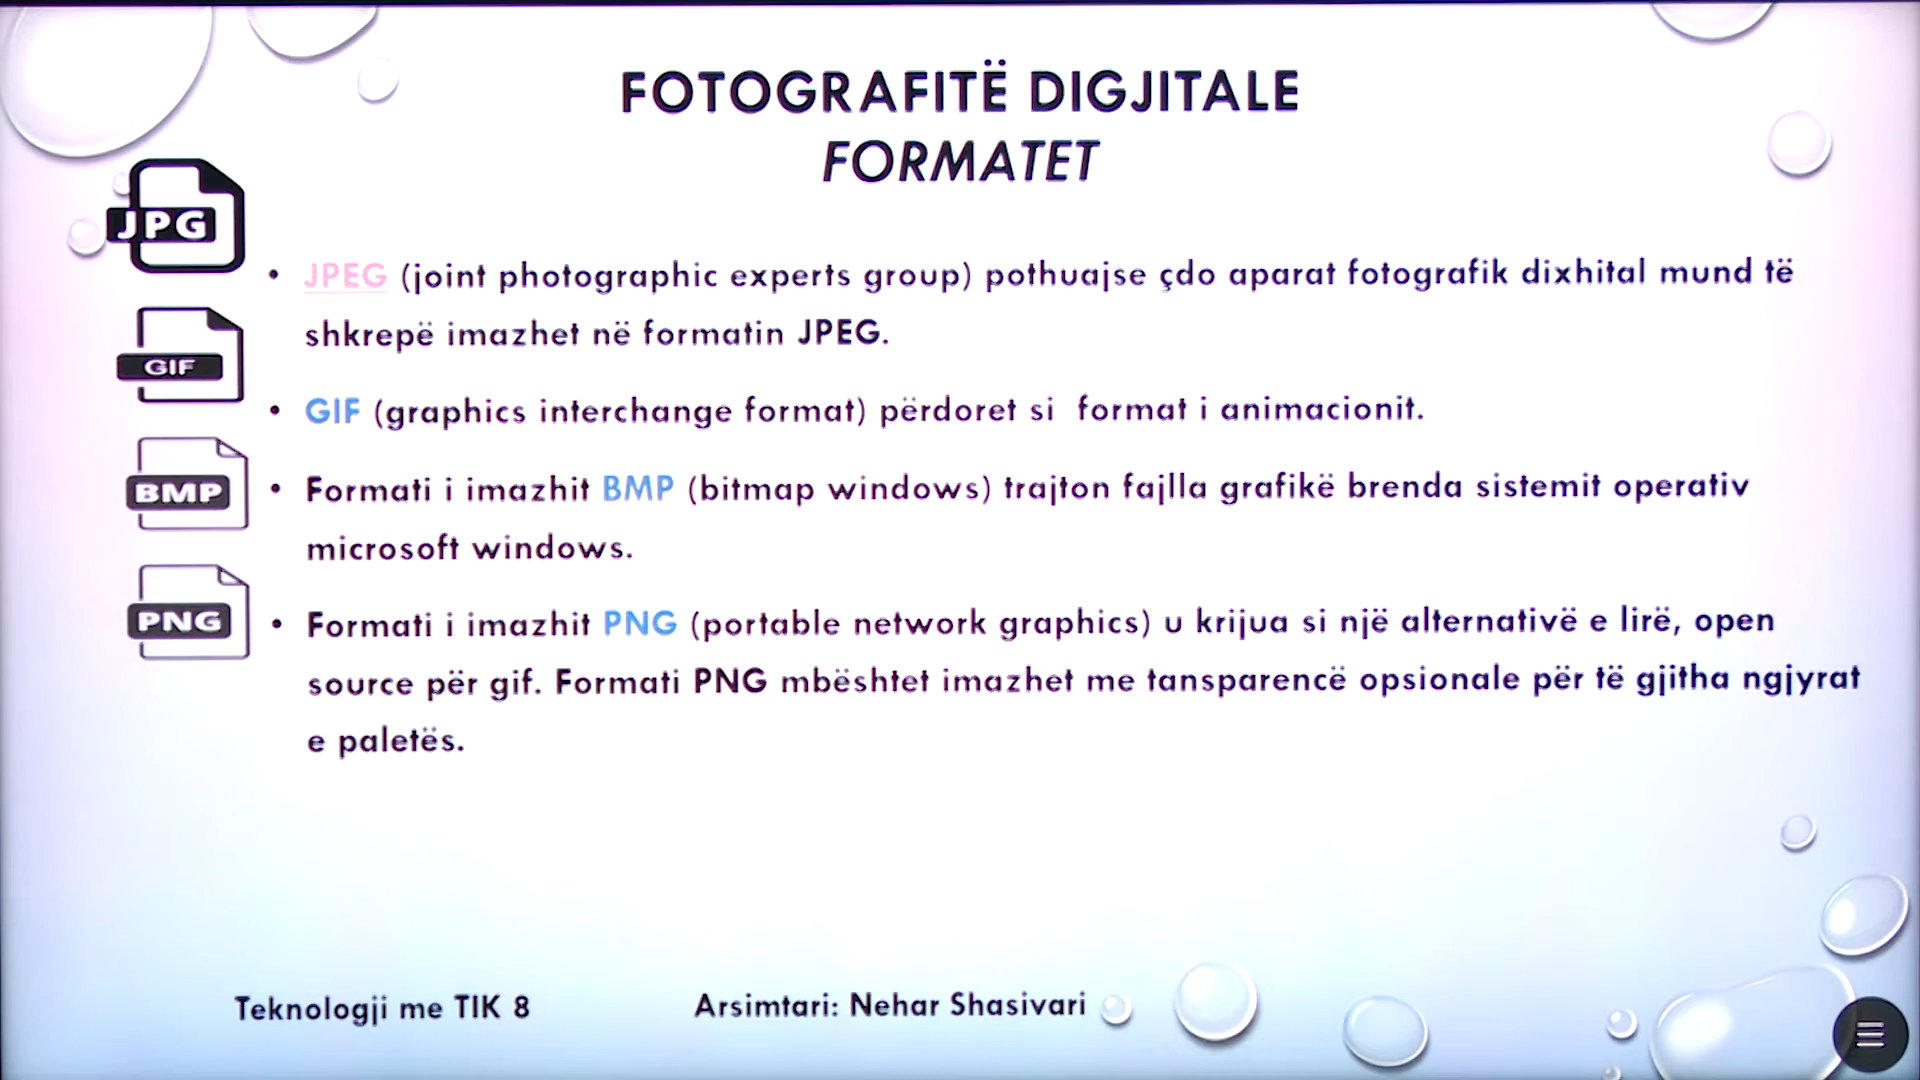 FOTOGRAFITË DIGJITALE
FORMATET
JPG
• JPEG (joint photographic experts group) pothuajse çdo aparat fotografik dixhital mund të
shkrepë imazhet në formatin JPEG.
GIF
• GIF (graphics interchange format) përdoret si format i animacionit.
BMP
• Formati i imazhit BMP (bitmap windows) trajton fajlla grafikë brenda sistemit operativ
microsoft windows.
PNG
• Formati i imazhit PNG (portable network graphics) u krijua si një alternativë e lirë, open
source për gif. Formati PNG mbështet imazhet me tansparencë opsionale për të gjitha ngjyrat
e paletës.
Teknologji me TIK 8
Arsimtari: Nehar Shasivari